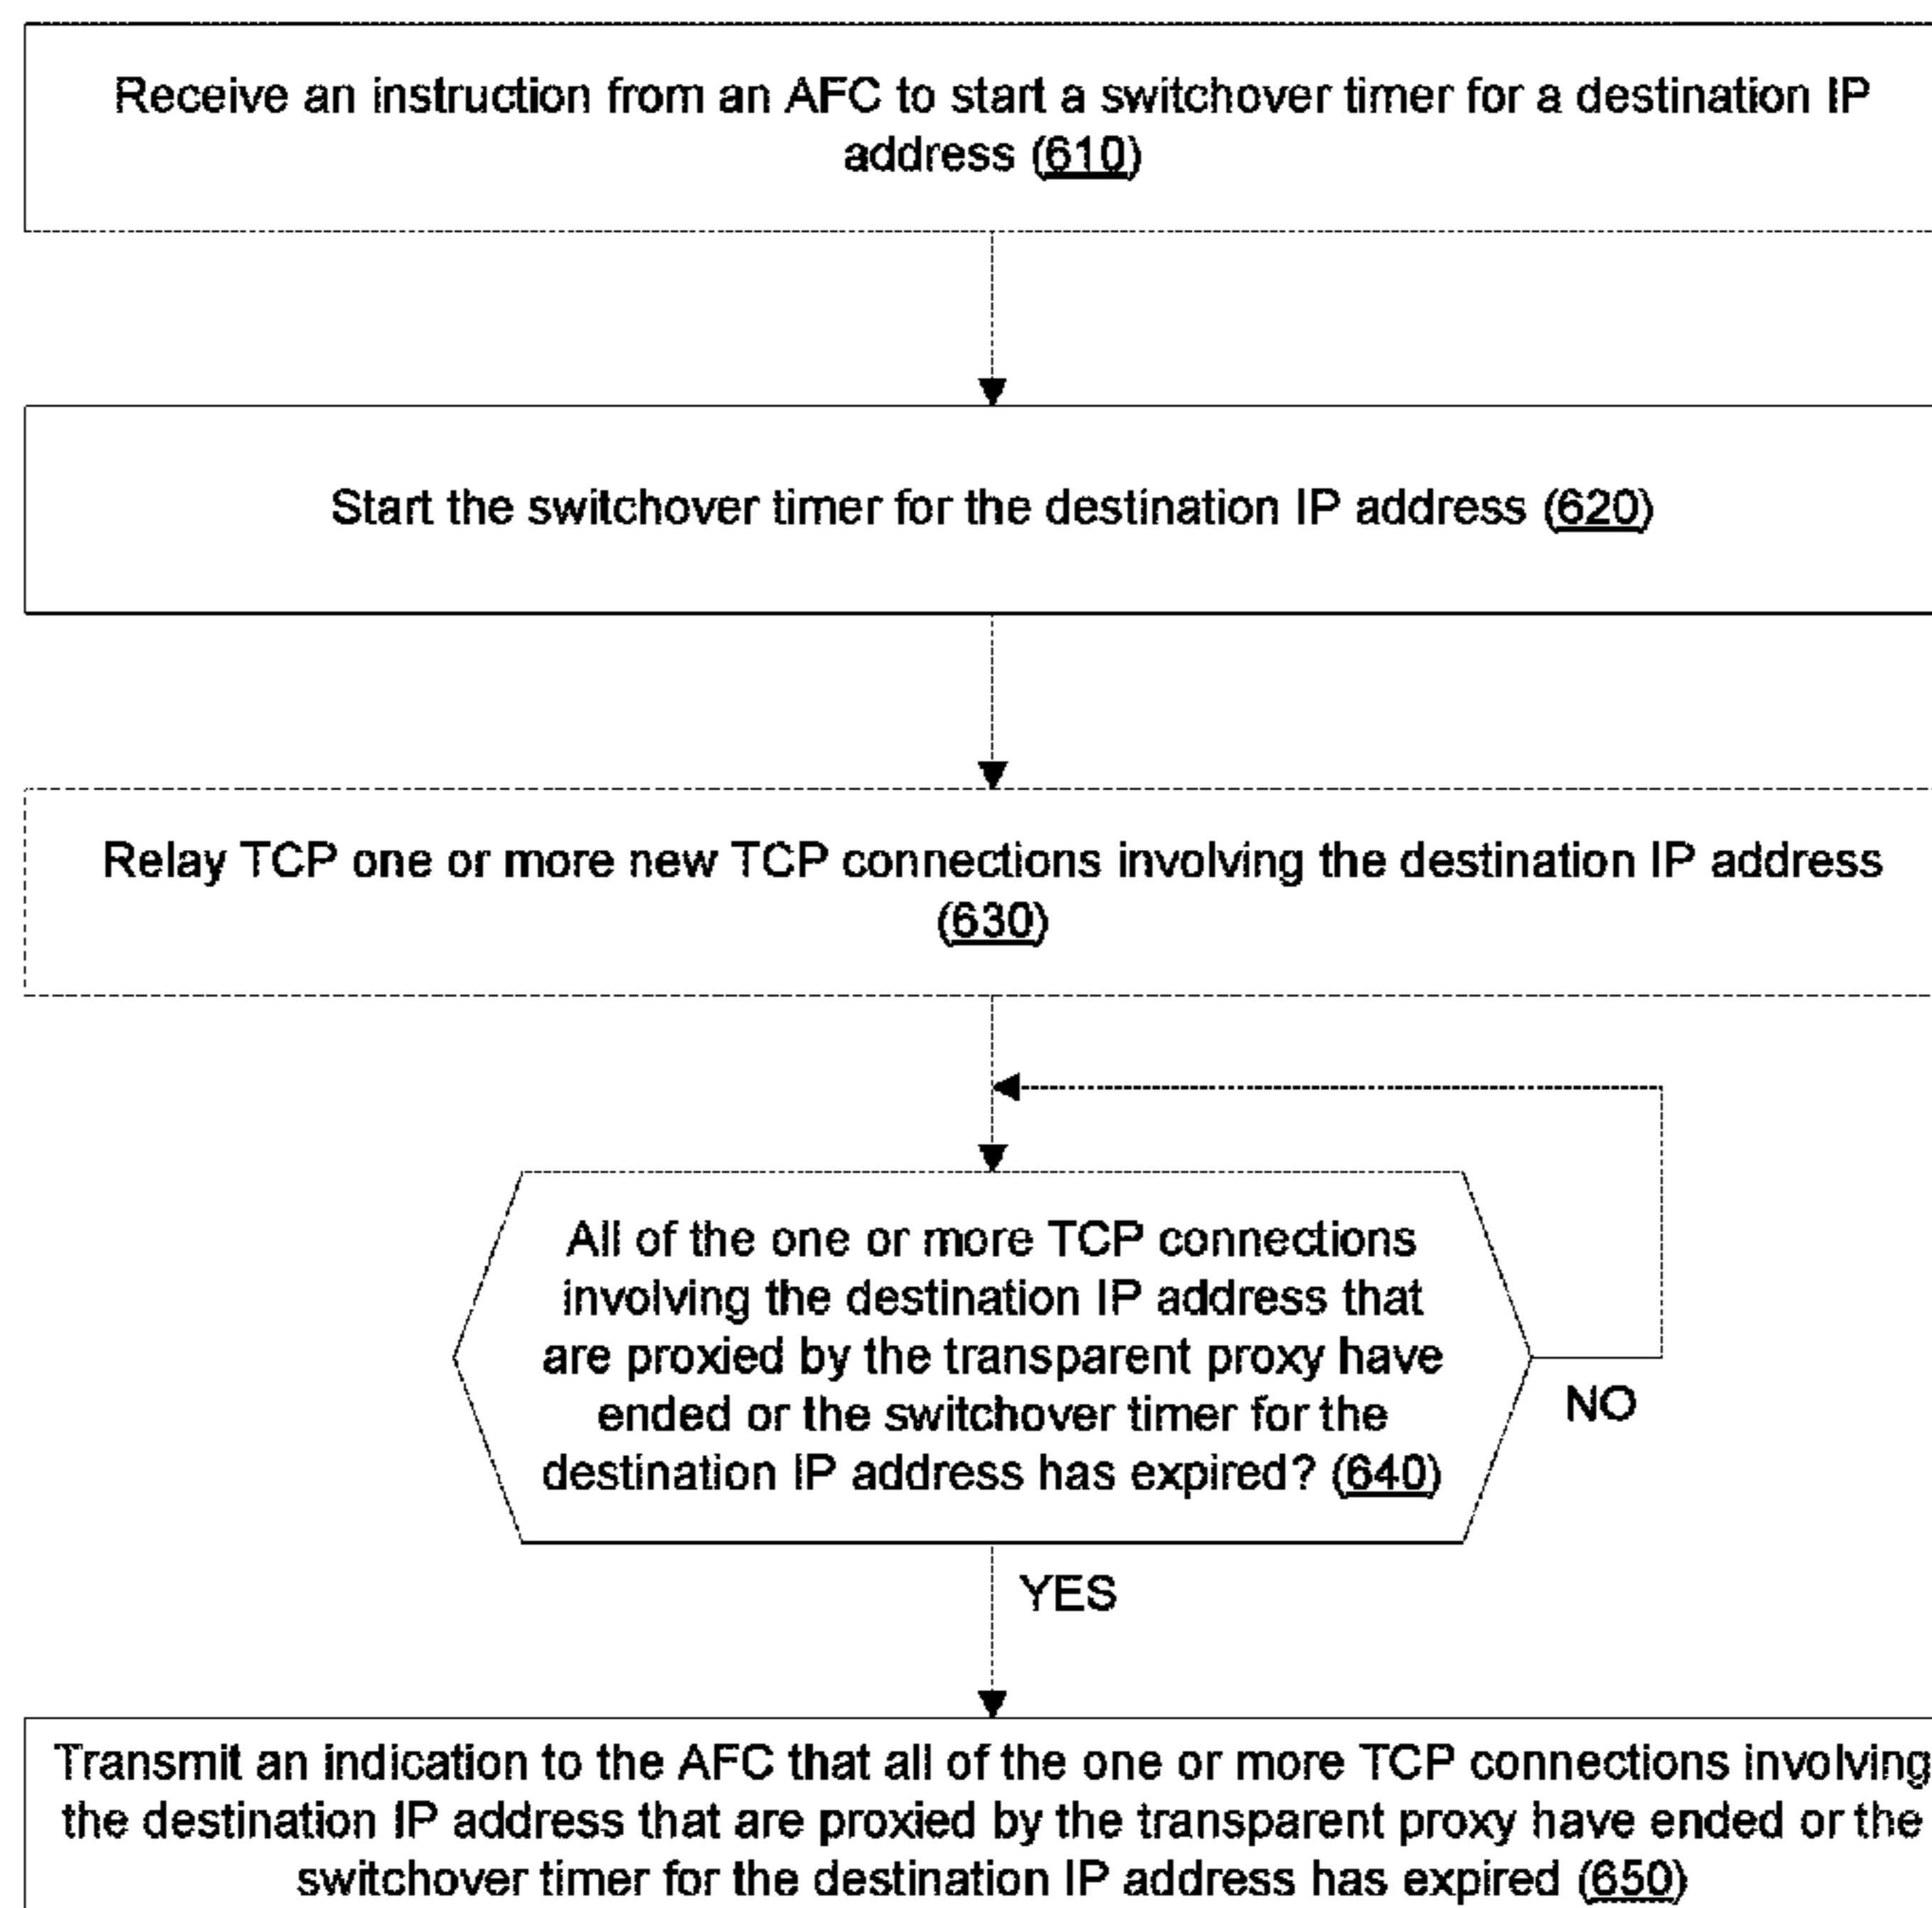 Receive an instruction from an AFC to start a switchover timer for a destination IP
address (610)
Start the switchover timer for the destination IP address (620)
Relay TCP one or more new TCP connections involving the destination IP address
(630)
All of the one or more TCP connections
involving the destination IP address that
are proxied by the transparent proxy have
ended or the switchover timer for the
destination IP address has expired? (640)
NO
YES
Transmit an indication to the AFC that all of the one or more TCP connections involving
the destination IP address that are proxied by the transparent proxy have ended or the
switchover timer for the destination IP address has expired (650)